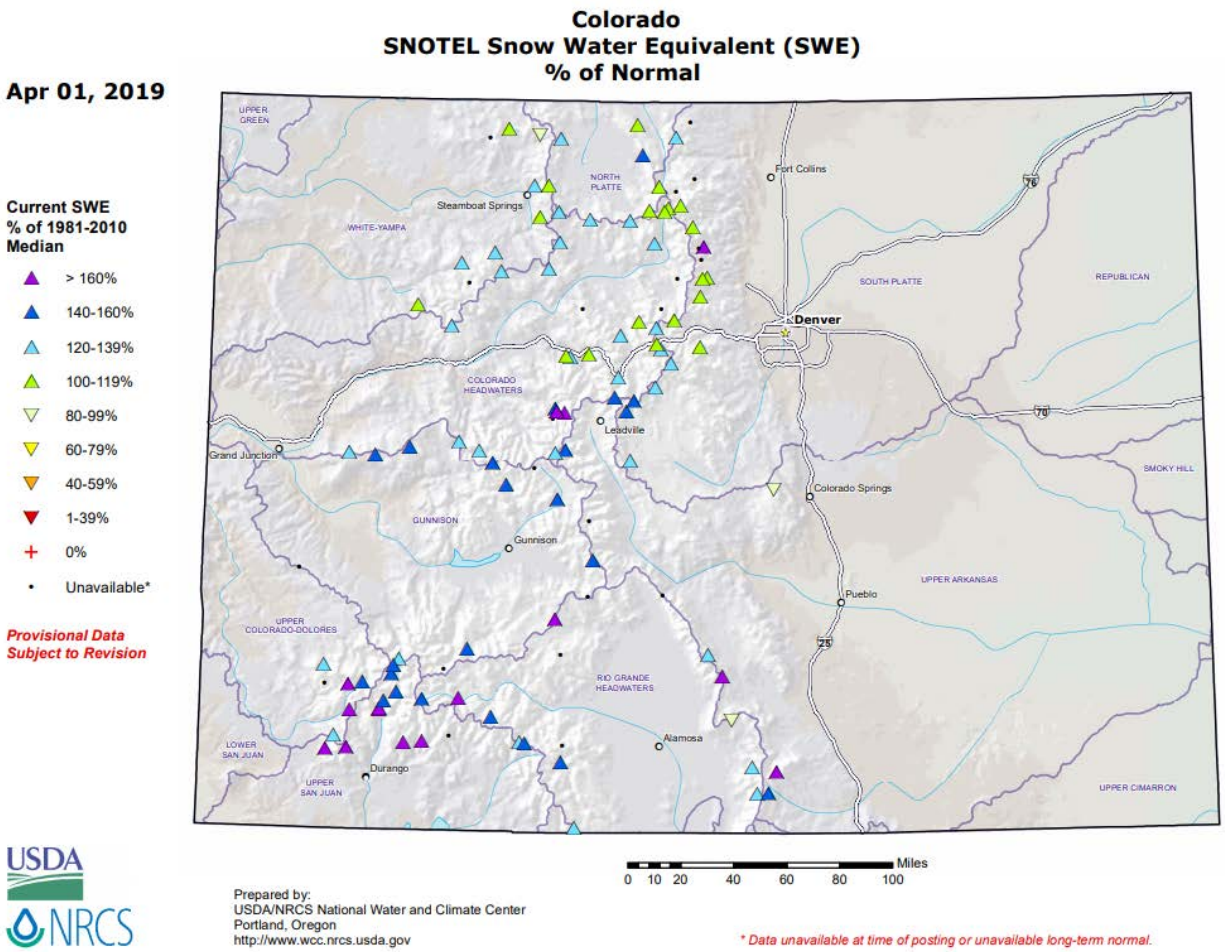 Colorado
SNOTEL Snow Water Equivalent (SWE)
% of Normal
Apr 01, 2019
Current SWE
% of 1981-2010
Median
> 160%
140-160%
120-139%
100-119%
80-99%
60-79%
40-59%
1-39%
0%
Unavailable*
Provisional Data
Subject to Revision
UPPER
GREEN
NORTH
PLATTE
Fort Collins
76
Steamboat Springs
WHITE-YAMPA
SOUTH PLATTE
REPUBLICAN
Denver
COLORADO
HEADWATERS
70
Leadville
Grand Junction
SMOKY HILL
Colorado Springs
GUNNISON
Gunnison
UPPER ARKANSAS
Pueblo
UPPER
COLORADO-DOLORES
25
RIO GRANDE
HEADWATERS
LOWER
SAN JUAN
Alamosa
Durango
UPPER
SAN JUAN
UPPER CIMARRON
USDA
NRCS
Miles
0 10 20 40 60 80 100
Prepared by:
USDA/NRCS National Water and Climate Center
Portland, Oregon
http://www.wcc.nrcs.usda.gov
* Data unavailable at time of posting or unavailable long-term normal.